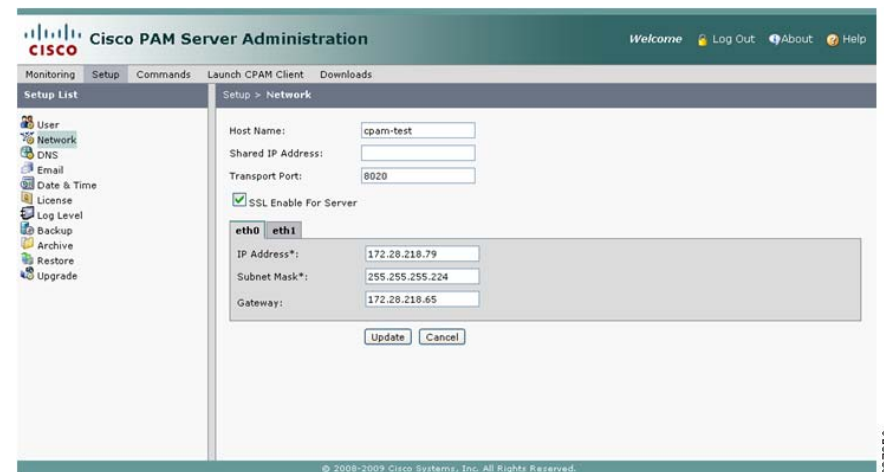 CISCO Cisco PAM Server Administration
Welcome Log Out About Help
Monitoring Setup Commands Launch CPAM Client Downloads
Setup List
Setup > Network
User
Network
DNS
Email
Date & Time
License
Log Level
Backup
Archive
Restore
Upgrade
Host Name: cpam-test
Shared IP Address:
Transport Port: 8020
SSL Enable For Server
eth0 eth1
IP Address*: 172.28.218.79
Subnet Mask*: 255.255.255.224
Gateway: 172.28.218.65
Update Cancel
© 2008-2009 Cisco Systems, Inc. All Rights Reserved.